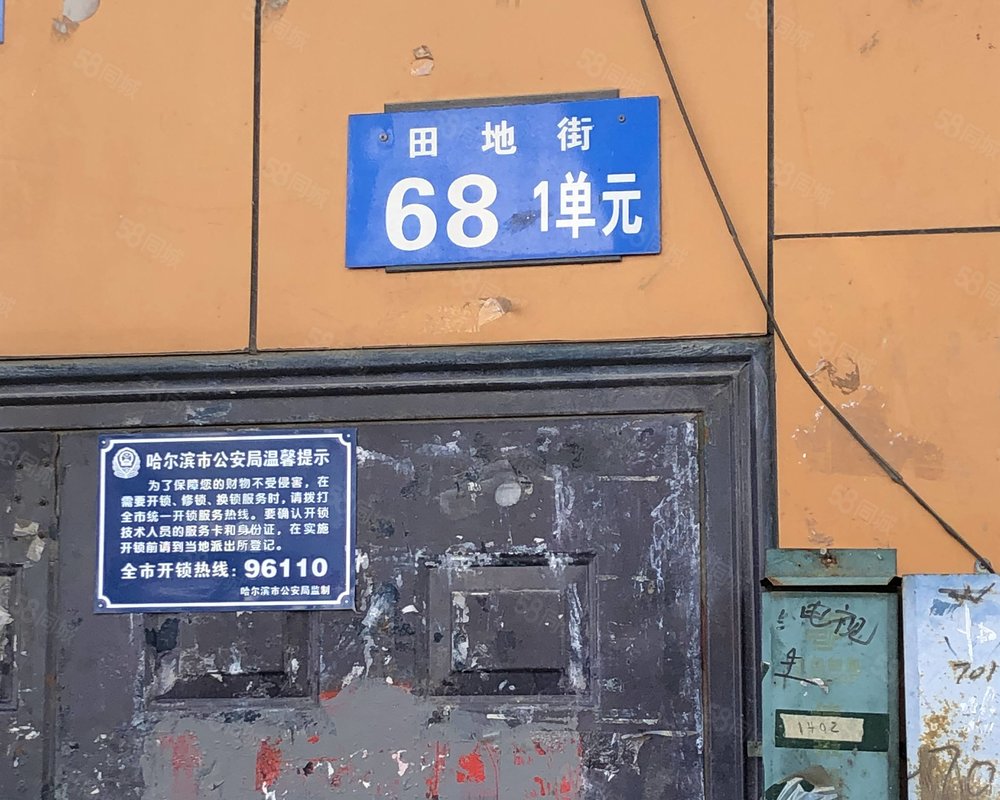 田地街
68 1单元
哈尔滨市公安局温馨提示
为了保障您的财物不受侵害，在
需要开锁、修锁、换锁服务时，请拨打
全市统一开锁服务热线。要确认开锁
技术人员的服务卡和身份证，在实施
开锁前请到当地派出所登记。
全市开锁热线：96110
哈尔滨市公安局监制
电视
1402
701
58同城